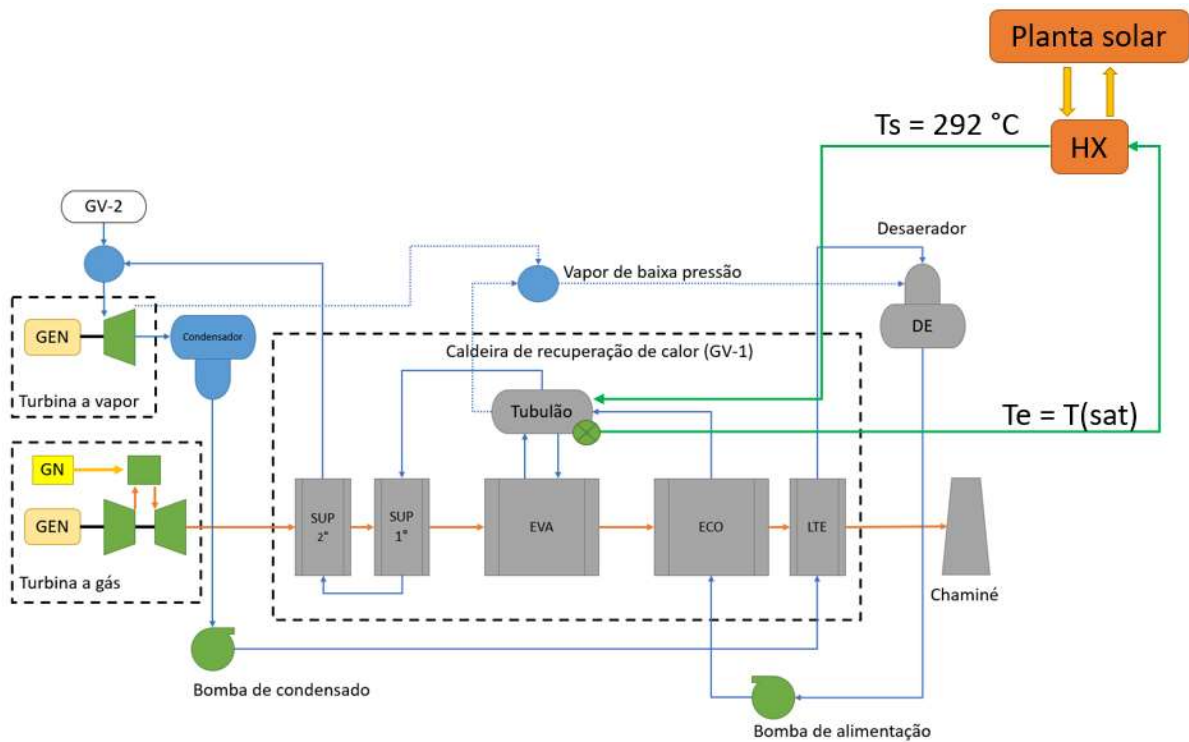 Planta solar
Ts = 292 °C
HX
GV-2
Desaerador
Vapor de baixa pressão
GEN
Condensador
DE
Caldeira de recuperação de calor (GV-1)
Turbina a vapor
Tubulão
Te = T(sat)
GN
SUP
2°
SUP
1°
EVA
ECO
LTE
GEN
Turbina a gás
Chaminé
Bomba de condensado
Bomba de alimentação